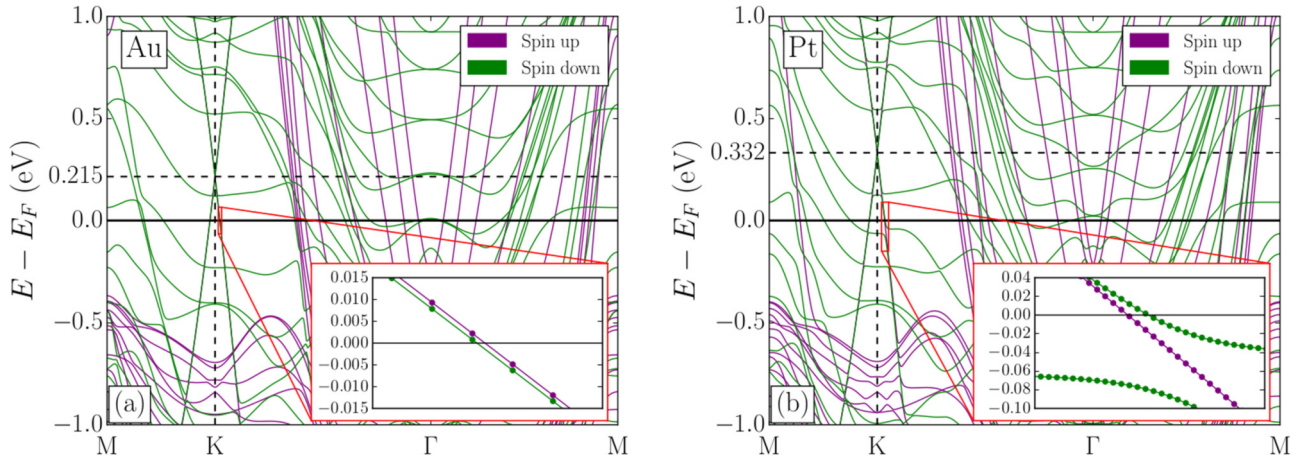 Au
Spin up
Spin down
E − E_F (eV)
1.0
0.5
0.215
0.0
−0.5
−1.0
0.015
0.010
0.005
0.000
−0.005
−0.010
−0.015
(a)
M K Γ M
Pt
Spin up
Spin down
E − E_F (eV)
1.0
0.5
0.332
0.0
−0.5
−1.0
0.04
0.02
0.00
−0.02
−0.04
−0.06
−0.08
−0.10
(b)
M K Γ M